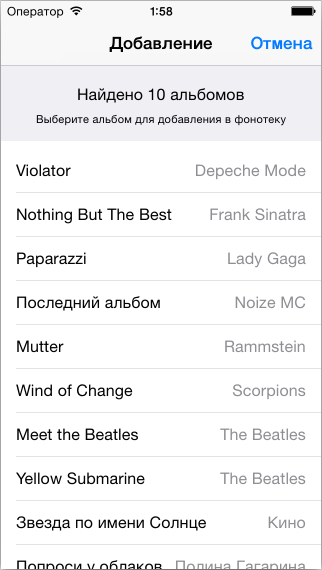 Оператор 1:58
Добавление Отмена
Найдено 10 альбомов
Выберите альбом для добавления в фонотеку
Violator Depeche Mode
Nothing But The Best Frank Sinatra
Paparazzi Lady Gaga
Последний альбом Noize MC
Mutter Rammstein
Wind of Change Scorpions
Meet the Beatles The Beatles
Yellow Submarine The Beatles
Звезда по имени Солнце Кино
Попроси у облаков Полина Гагарина